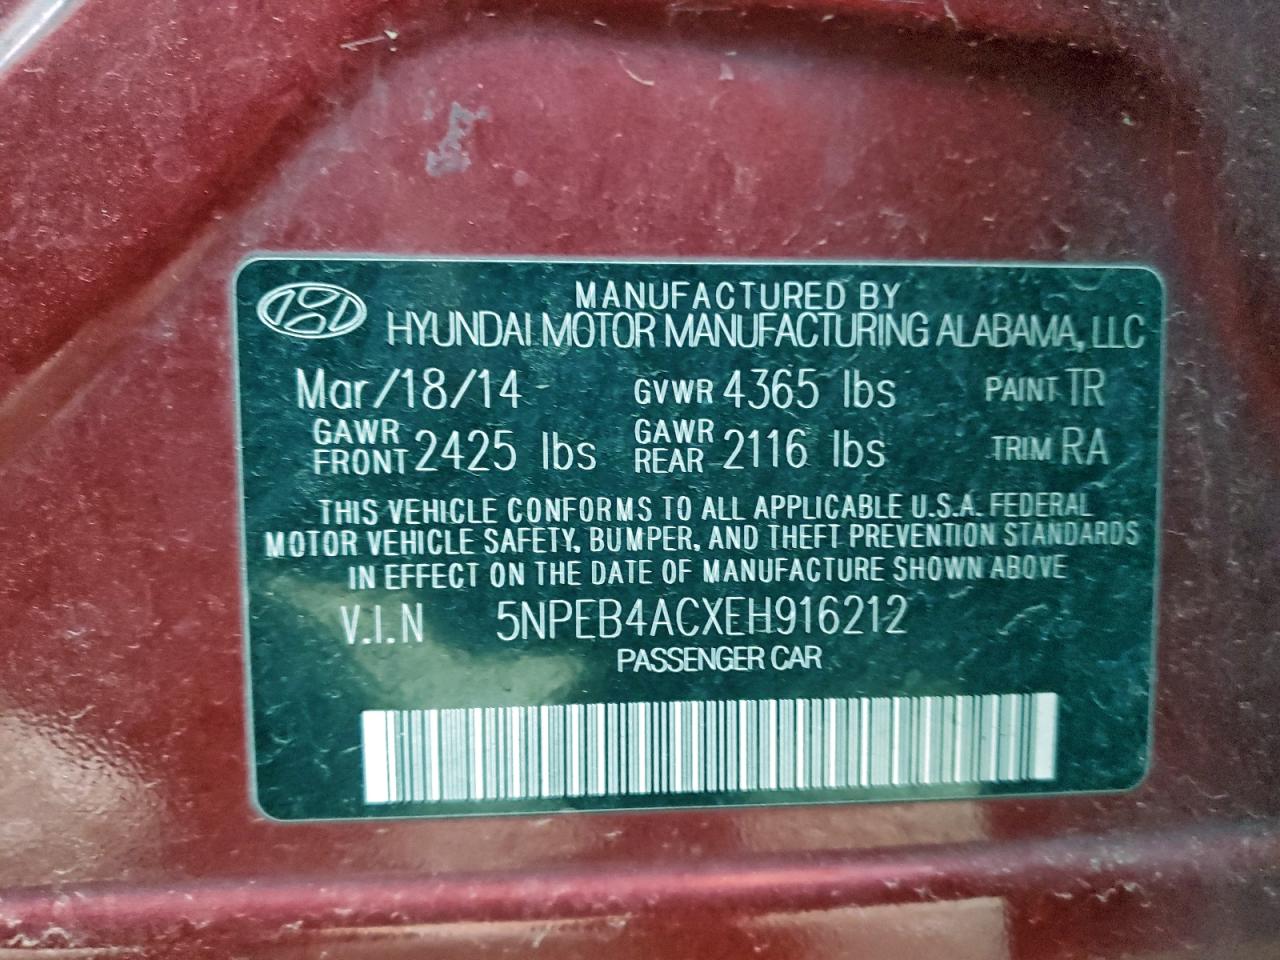 MANUFACTURED BY
HYUNDAI MOTOR MANUFACTURING ALABAMA, LLC
Mar/18/14 GVWR 4365 lbs PAINT TR
GAWR FRONT 2425 lbs GAWR REAR 2116 lbs TRIM RA
THIS VEHICLE CONFORMS TO ALL APPLICABLE U.S.A. FEDERAL
MOTOR VEHICLE SAFETY, BUMPER, AND THEFT PREVENTION STANDARDS
IN EFFECT ON THE DATE OF MANUFACTURE SHOWN ABOVE
V.I.N 5NPEB4ACXEH916212
PASSENGER CAR